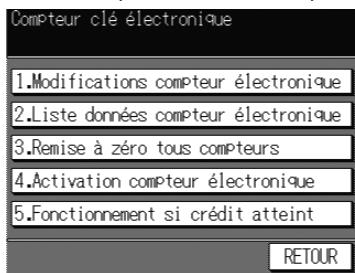 Compteur clé électronique
1.Modifications compteur électronique
2.Liste données compteur électronique
3.Remise à zéro tous compteurs
4.Activation compteur électronique
5.Fonctionnement si crédit atteint
RETOUR